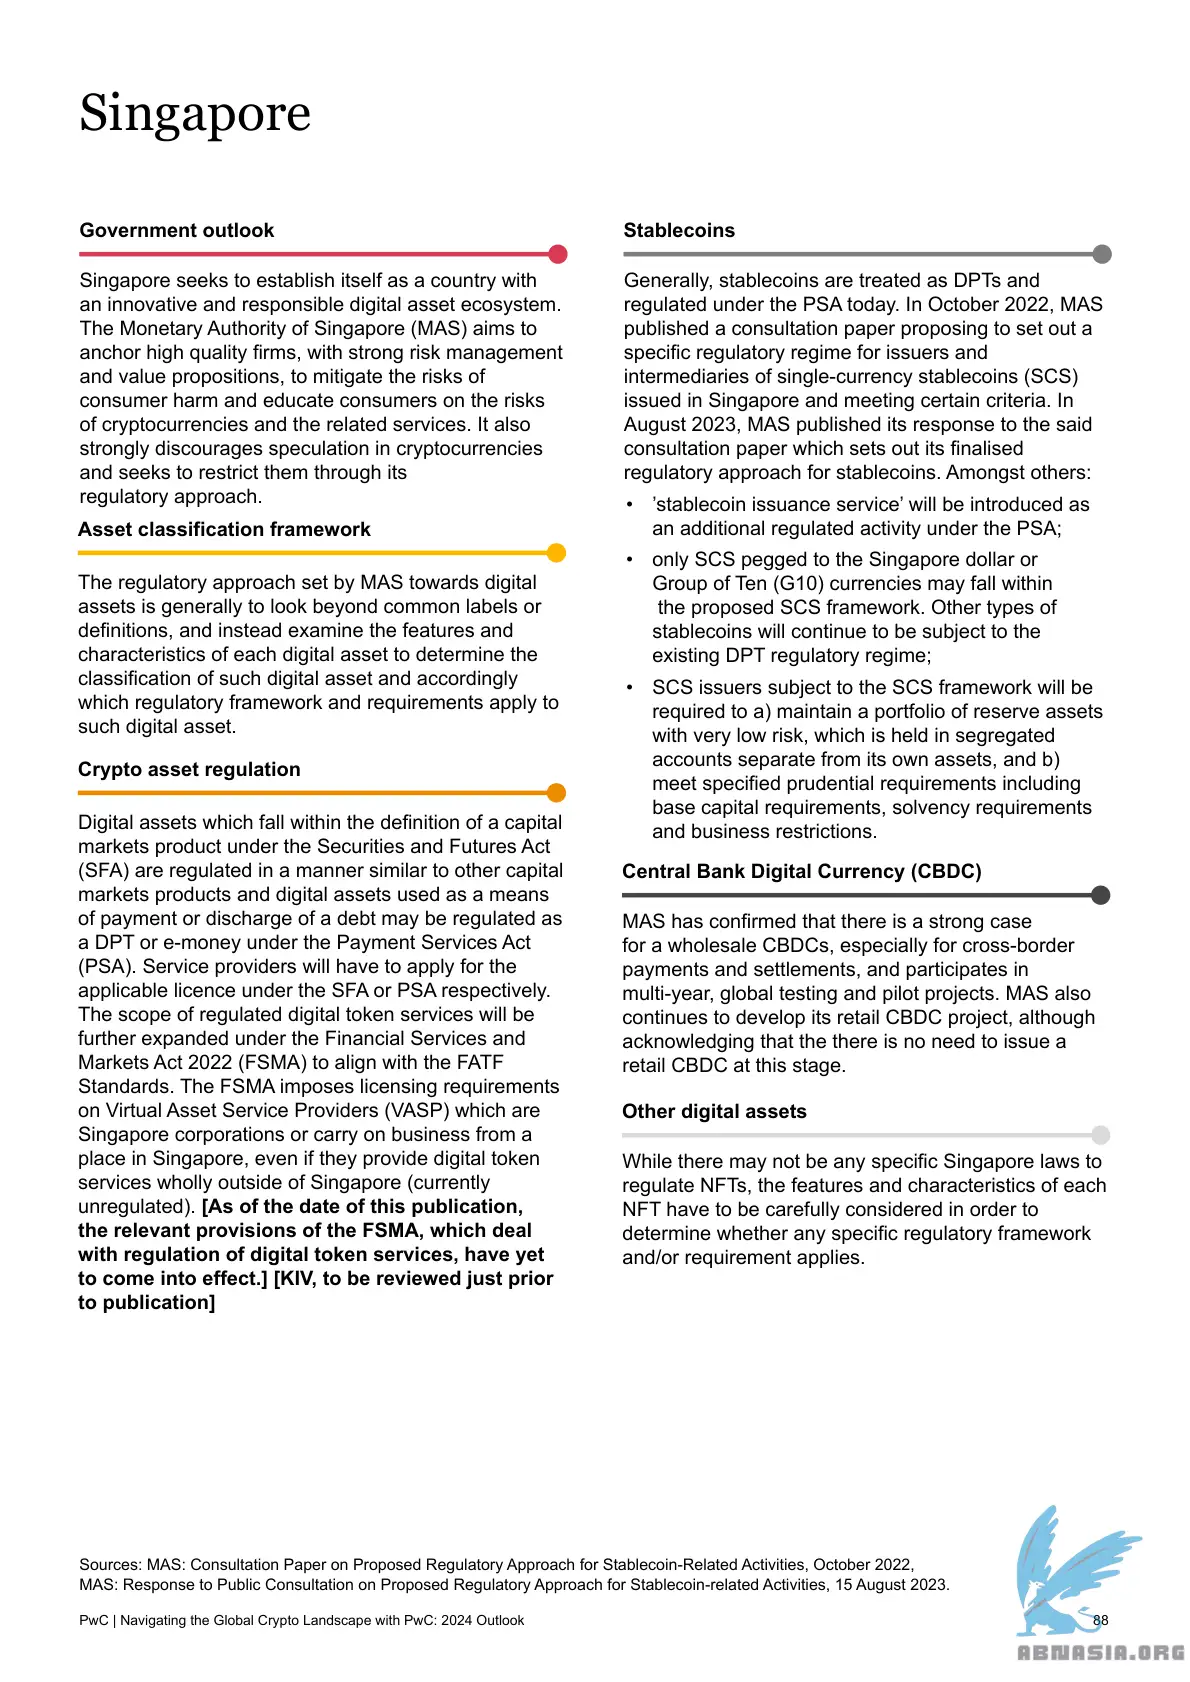 Singapore
Government outlook
Singapore seeks to establish itself as a country with
an innovative and responsible digital asset ecosystem.
The Monetary Authority of Singapore (MAS) aims to
anchor high quality firms, with strong risk management
and value propositions, to mitigate the risks of
consumer harm and educate consumers on the risks
of cryptocurrencies and the related services. It also
strongly discourages speculation in cryptocurrencies
and seeks to restrict them through its
regulatory approach.
Asset classification framework
The regulatory approach set by MAS towards digital
assets is generally to look beyond common labels or
definitions, and instead examine the features and
characteristics of each digital asset to determine the
classification of such digital asset and accordingly
which regulatory framework and requirements apply to
such digital asset.
Crypto asset regulation
Digital assets which fall within the definition of a capital
markets product under the Securities and Futures Act
(SFA) are regulated in a manner similar to other capital
markets products and digital assets used as a means
of payment or discharge of a debt may be regulated as
a DPT or e-money under the Payment Services Act
(PSA). Service providers will have to apply for the
applicable licence under the SFA or PSA respectively.
The scope of regulated digital token services will be
further expanded under the Financial Services and
Markets Act 2022 (FSMA) to align with the FATF
Standards. The FSMA imposes licensing requirements
on Virtual Asset Service Providers (VASP) which are
Singapore corporations or carry on business from a
place in Singapore, even if they provide digital token
services wholly outside of Singapore (currently
unregulated). [As of the date of this publication,
the relevant provisions of the FSMA, which deal
with regulation of digital token services, have yet
to come into effect.] [KIV, to be reviewed just prior
to publication]
Stablecoins
Generally, stablecoins are treated as DPTs and
regulated under the PSA today. In October 2022, MAS
published a consultation paper proposing to set out a
specific regulatory regime for issuers and
intermediaries of single-currency stablecoins (SCS)
issued in Singapore and meeting certain criteria. In
August 2023, MAS published its response to the said
consultation paper which sets out its finalised
regulatory approach for stablecoins. Amongst others:
• ’stablecoin issuance service’ will be introduced as
an additional regulated activity under the PSA;
• only SCS pegged to the Singapore dollar or
Group of Ten (G10) currencies may fall within
the proposed SCS framework. Other types of
stablecoins will continue to be subject to the
existing DPT regulatory regime;
• SCS issuers subject to the SCS framework will be
required to a) maintain a portfolio of reserve assets
with very low risk, which is held in segregated
accounts separate from its own assets, and b)
meet specified prudential requirements including
base capital requirements, solvency requirements
and business restrictions.
Central Bank Digital Currency (CBDC)
MAS has confirmed that there is a strong case
for a wholesale CBDCs, especially for cross-border
payments and settlements, and participates in
multi-year, global testing and pilot projects. MAS also
continues to develop its retail CBDC project, although
acknowledging that the there is no need to issue a
retail CBDC at this stage.
Other digital assets
While there may not be any specific Singapore laws to
regulate NFTs, the features and characteristics of each
NFT have to be carefully considered in order to
determine whether any specific regulatory framework
and/or requirement applies.
Sources: MAS: Consultation Paper on Proposed Regulatory Approach for Stablecoin-Related Activities, October 2022,
MAS: Response to Public Consultation on Proposed Regulatory Approach for Stablecoin-related Activities, 15 August 2023.
PwC | Navigating the Global Crypto Landscape with PwC: 2024 Outlook
88
ABNASIA.ORG